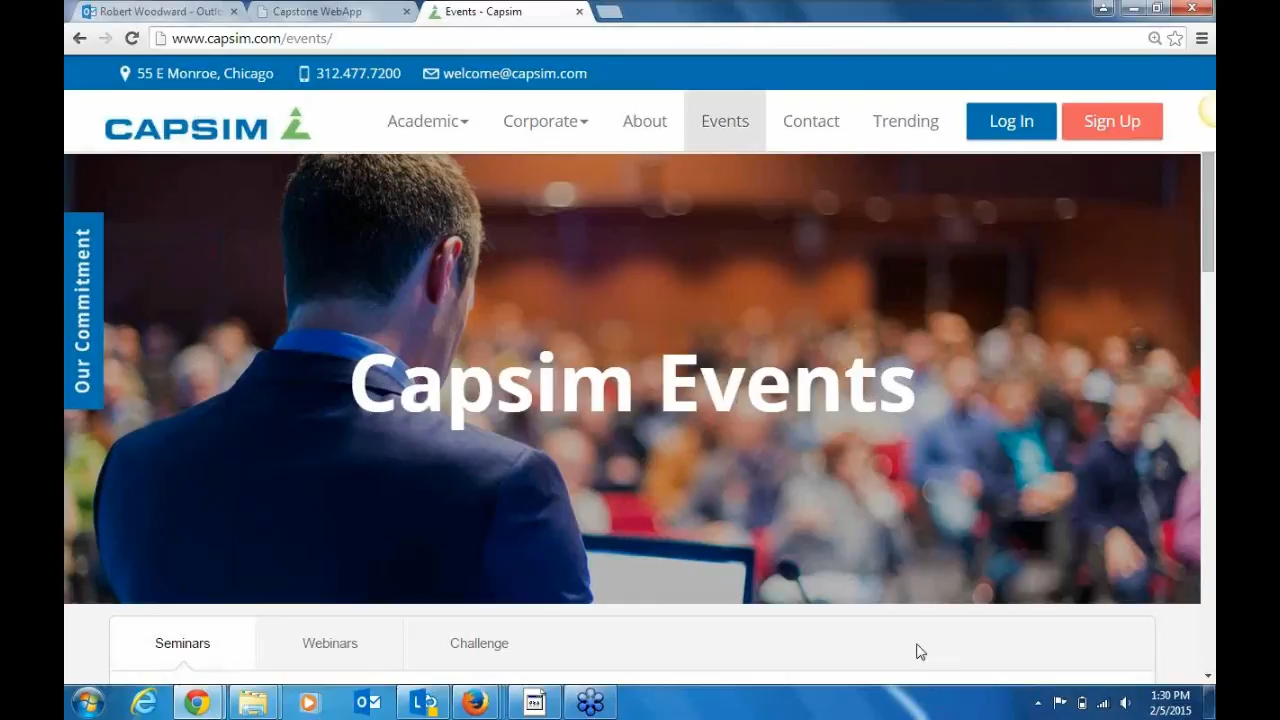 Robert Woodward - Outlo
Capstone WebApp
Events - Capsim
www.capsim.com/events/
55 E Monroe, Chicago
312.477.7200
welcome@capsim.com
CAPSIM
Academic
Corporate
About
Events
Contact
Trending
Log In
Sign Up
Our Commitment
Capsim Events
Seminars
Webinars
Challenge
1:30 PM
2/5/2015